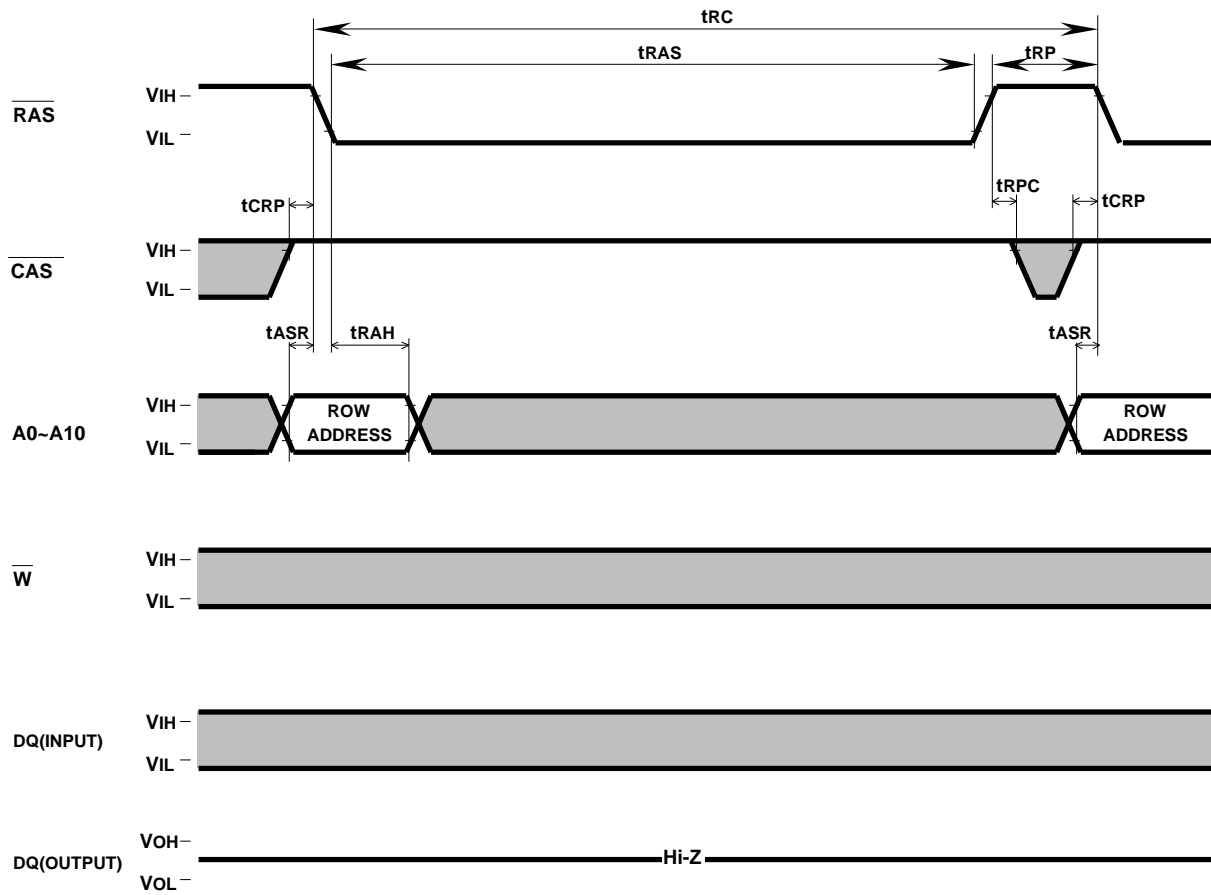 tRC
tRAS
tRP
RAS
VIH
VIL
tCRP
tRPC
tCRP
CAS
VIH
VIL
tASR
tRAH
tASR
A0~A10
VIH
VIL
ROW
ADDRESS
ROW
ADDRESS
W
VIH
VIL
DQ(INPUT)
VIH
VIL
DQ(OUTPUT)
VOH
VOL
Hi-Z